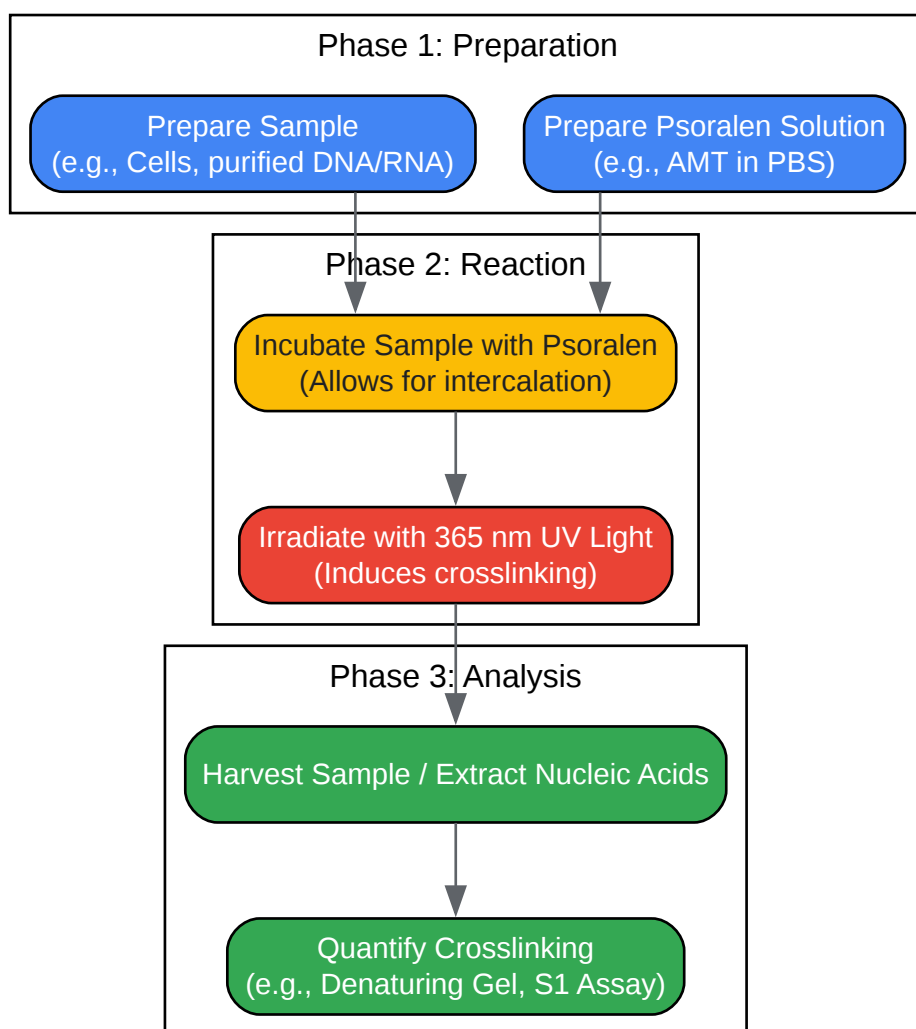 Phase 1: Preparation
Prepare Sample
(e.g., Cells, purified DNA/RNA)
Prepare Psoralen Solution
(e.g., AMT in PBS)
Phase 2: Reaction
Incubate Sample with Psoralen
(Allows for intercalation)
Irradiate with 365 nm UV Light
(Induces crosslinking)
Phase 3: Analysis
Harvest Sample / Extract Nucleic Acids
Quantify Crosslinking
(e.g., Denaturing Gel, S1 Assay)